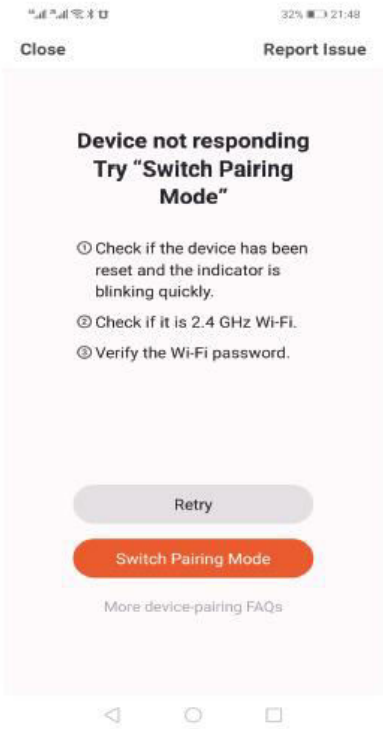 32% 21:48
Close Report Issue
Device not responding
Try “Switch Pairing
Mode”
① Check if the device has been
reset and the indicator is
blinking quickly.
② Check if it is 2.4 GHz Wi-Fi.
③ Verify the Wi-Fi password.
Retry
Switch Pairing Mode
More device-pairing FAQs